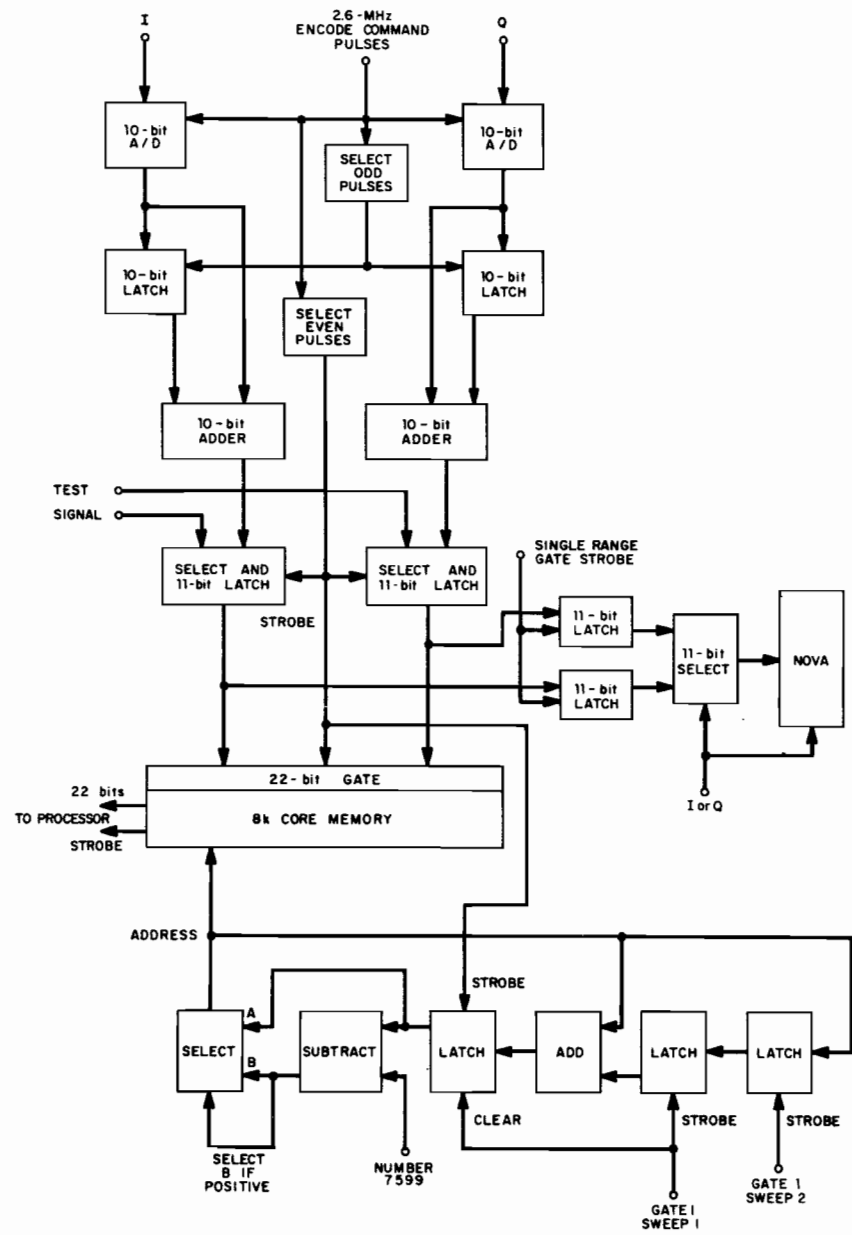 I
2.6-MHz
ENCODE COMMAND
PULSES
Q
10-bit
A/D
10-bit
A/D
SELECT
ODD
PULSES
10-bit
LATCH
10-bit
LATCH
SELECT
EVEN
PULSES
10-bit
ADDER
10-bit
ADDER
TEST
SIGNAL
SELECT AND
11-bit LATCH
STROBE
SELECT AND
11-bit LATCH
SINGLE RANGE
GATE STROBE
11-bit
LATCH
11-bit
LATCH
11-bit
SELECT
NOVA
I or Q
22-bit GATE
8k CORE MEMORY
22 bits
TO PROCESSOR
STROBE
ADDRESS
SELECT
A
B
SUBTRACT
STROBE
LATCH
ADD
LATCH
LATCH
CLEAR
STROBE
STROBE
SELECT
B IF
POSITIVE
NUMBER
7599
GATE I
SWEEP 1
GATE 1
SWEEP 2